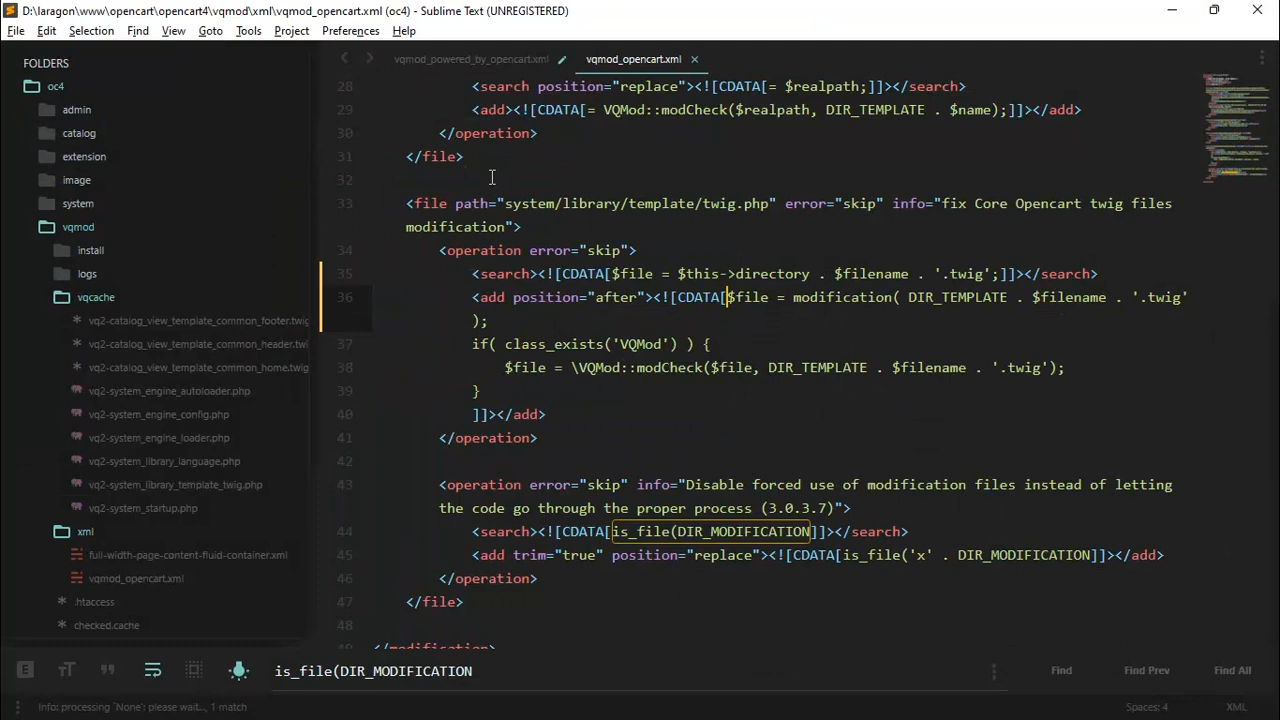 D:\laragon\www\opencart\opencart4\vqmod\xml\vqmod_opencart.xml (oc4) - Sublime Text (UNREGISTERED)
File Edit Selection Find View Goto Tools Project Preferences Help
FOLDERS
oc4
admin
catalog
extension
image
system
vqmod
install
logs
vqcache
vq2-catalog_view_template_common_footer.twig
vq2-catalog_view_template_common_header.twi
vq2-catalog_view_template_common_home.twig
vq2-system_engine_autoloader.php
vq2-system_engine_config.php
vq2-system_engine_loader.php
vq2-system_library_language.php
vq2-system_library_template_twig.php
vq2-system_startup.php
xml
full-width-page-content-fluid-container.xml
vqmod_opencart.xml
.htaccess
checked.cache
vqmod_powered_by_opencart.xml vqmod_opencart.xml
28 <search position="replace"><![CDATA[= $realpath;]]></search>
29 <add><![CDATA[= VQMod::modCheck($realpath, DIR_TEMPLATE . $name);]]></add>
30 </operation>
31 </file>
32
33 <file path="system/library/template/twig.php" error="skip" info="fix Core Opencart twig files
modification">
34 <operation error="skip">
35 <search><![CDATA[$file = $this->directory . $filename . '.twig';]]></search>
36 <add position="after"><![CDATA[$file = modification( DIR_TEMPLATE . $filename . '.twig'
);
37 if( class_exists('VQMod') ) {
38 $file = \VQMod::modCheck($file, DIR_TEMPLATE . $filename . '.twig');
39 }
40 ]]></add>
41 </operation>
42
43 <operation error="skip" info="Disable forced use of modification files instead of letting
the code go through the proper process (3.0.3.7)">
44 <search><![CDATA[is_file(DIR_MODIFICATION]]></search>
45 <add trim="true" position="replace"><![CDATA[is_file('x' . DIR_MODIFICATION]]></add>
46 </operation>
47 </file>
48
49 </modification>
is_file(DIR_MODIFICATION
Find Find Prev Find All
Info: processing `None': please wait..., 1 match
Spaces: 4 XML